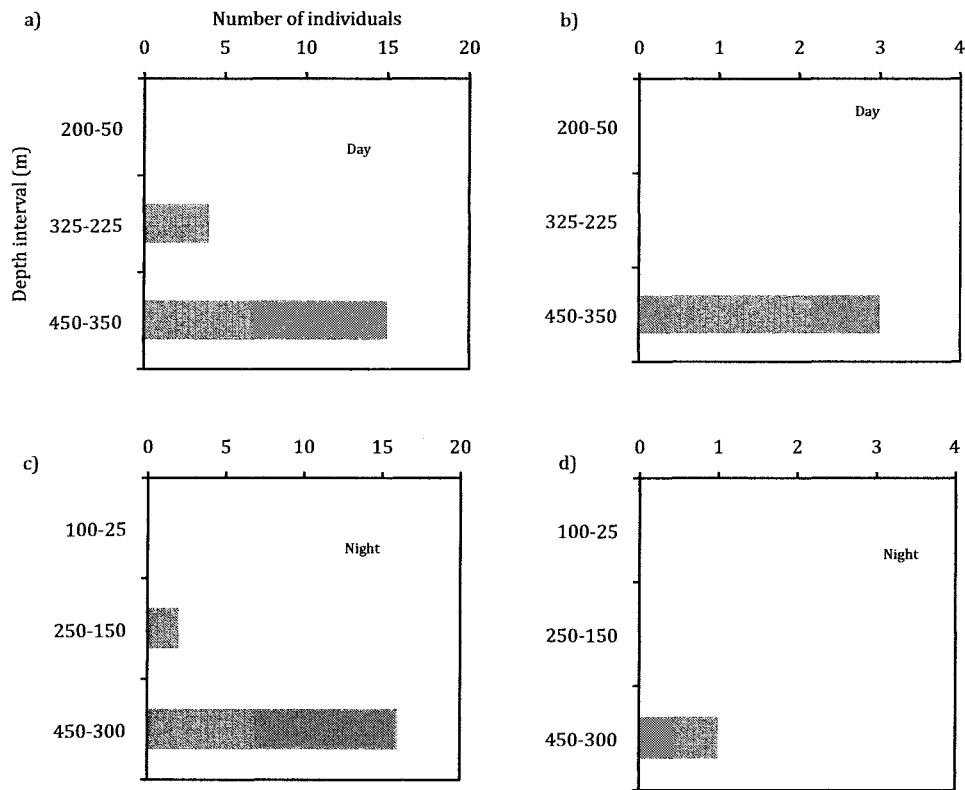 a)
Number of individuals
0 5 10 15 20
Depth interval (m)
200-50
Day
325-225
450-350
b)
0 1 2 3 4
200-50
Day
325-225
450-350
c)
0 5 10 15 20
100-25
Night
250-150
450-300
d)
0 1 2 3 4
100-25
Night
250-150
450-300